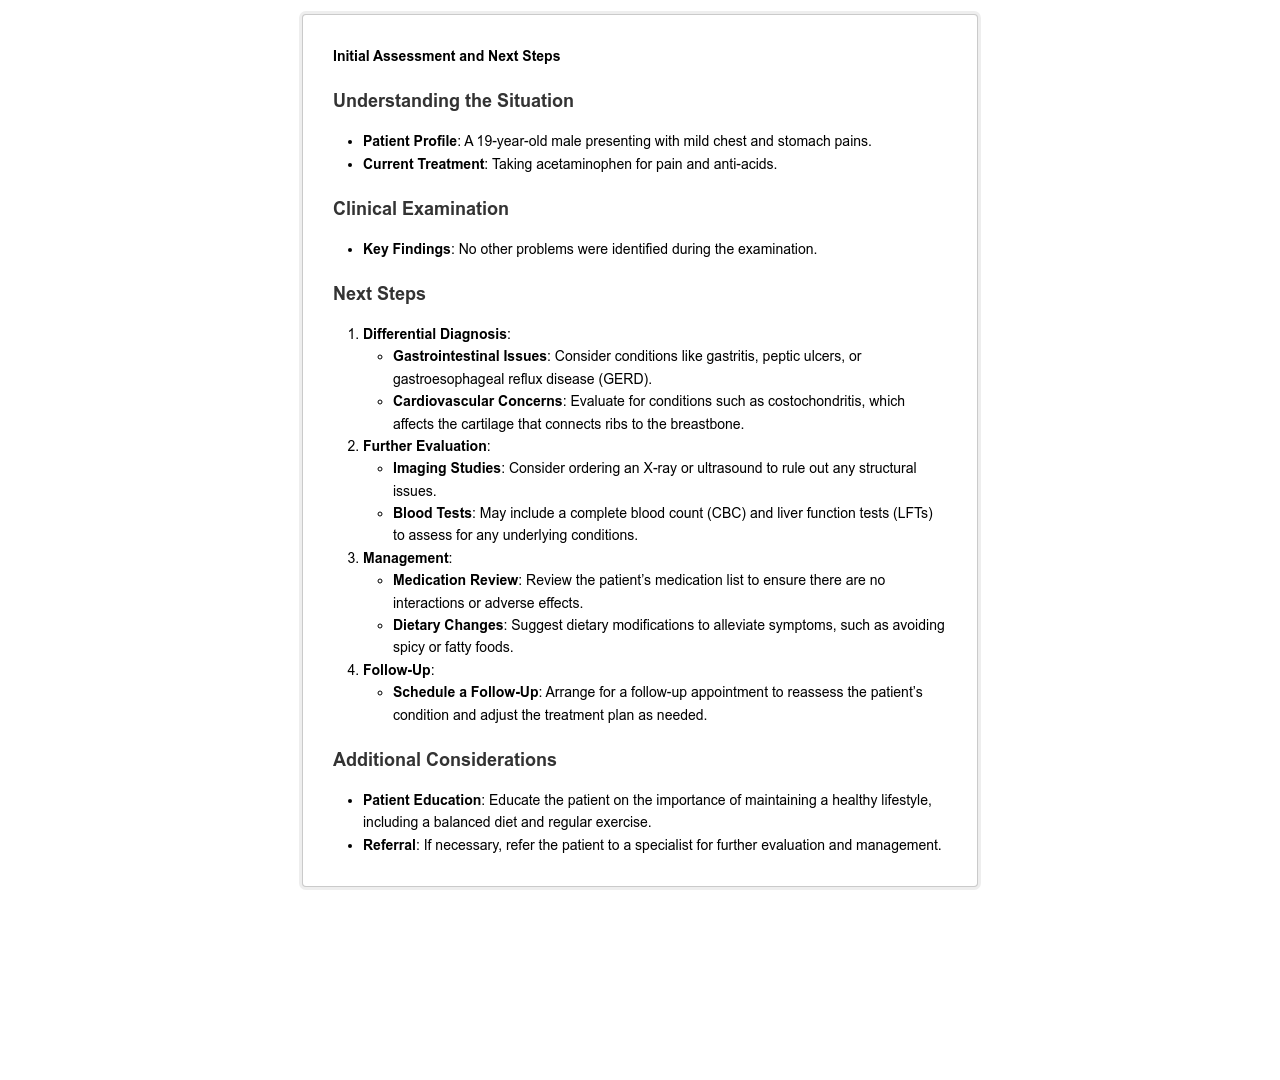 Initial Assessment and Next Steps
Understanding the Situation
• Patient Profile: A 19-year-old male presenting with mild chest and stomach pains.
• Current Treatment: Taking acetaminophen for pain and anti-acids.
Clinical Examination
• Key Findings: No other problems were identified during the examination.
Next Steps
1. Differential Diagnosis:
◦ Gastrointestinal Issues: Consider conditions like gastritis, peptic ulcers, or
gastroesophageal reflux disease (GERD).
◦ Cardiovascular Concerns: Evaluate for conditions such as costochondritis, which
affects the cartilage that connects ribs to the breastbone.
2. Further Evaluation:
◦ Imaging Studies: Consider ordering an X-ray or ultrasound to rule out any structural
issues.
◦ Blood Tests: May include a complete blood count (CBC) and liver function tests (LFTs)
to assess for any underlying conditions.
3. Management:
◦ Medication Review: Review the patient’s medication list to ensure there are no
interactions or adverse effects.
◦ Dietary Changes: Suggest dietary modifications to alleviate symptoms, such as avoiding
spicy or fatty foods.
4. Follow-Up:
◦ Schedule a Follow-Up: Arrange for a follow-up appointment to reassess the patient’s
condition and adjust the treatment plan as needed.
Additional Considerations
• Patient Education: Educate the patient on the importance of maintaining a healthy lifestyle,
including a balanced diet and regular exercise.
• Referral: If necessary, refer the patient to a specialist for further evaluation and management.